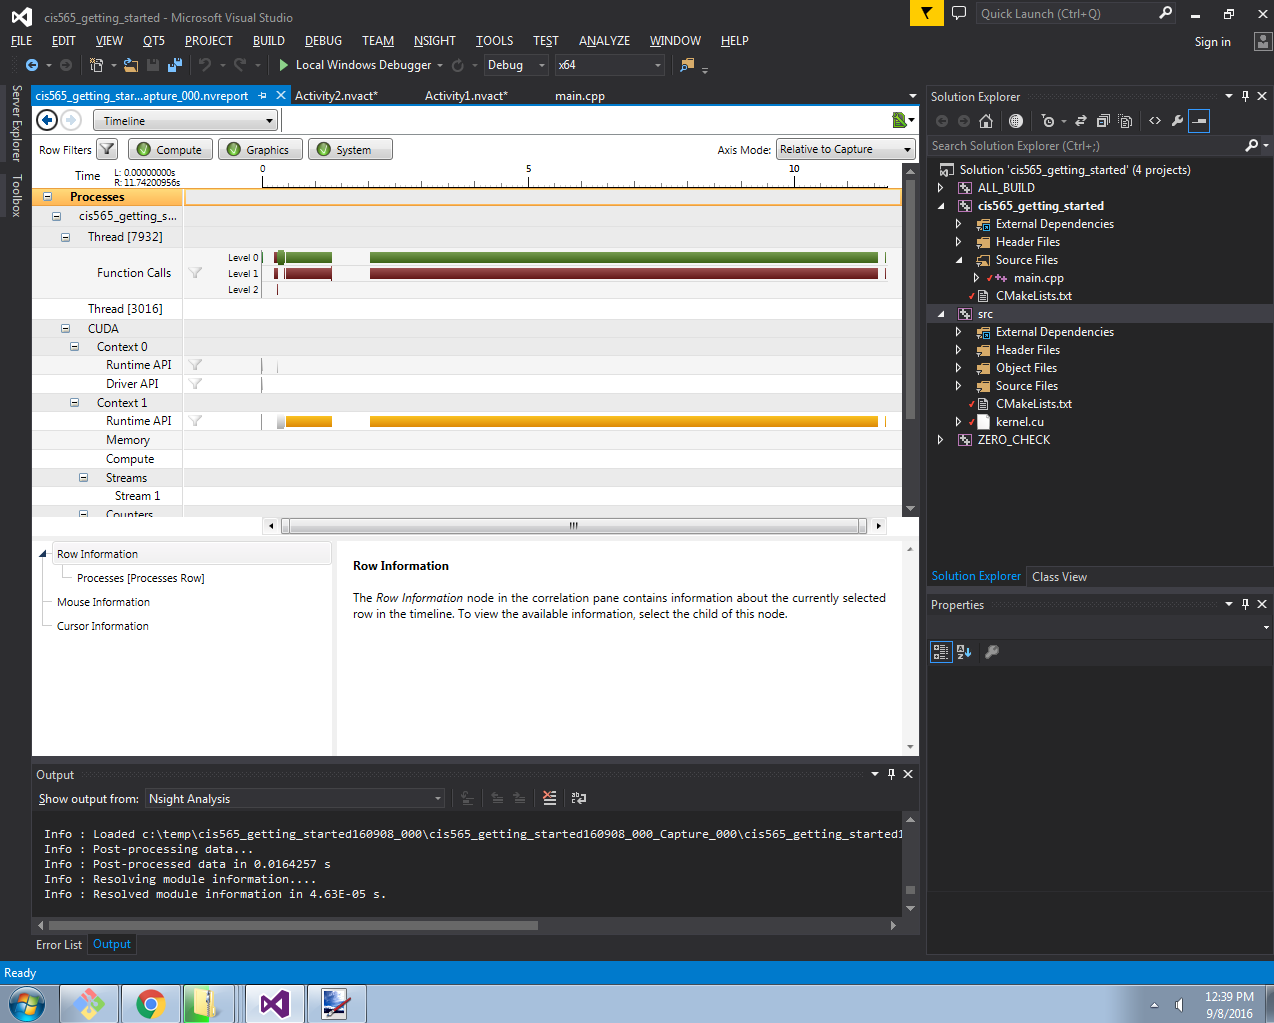 cis565_getting_started - Microsoft Visual Studio
Quick Launch (Ctrl+Q)
FILE EDIT VIEW QT5 PROJECT BUILD DEBUG TEAM NSIGHT TOOLS TEST ANALYZE WINDOW HELP
Sign in
Local Windows Debugger Debug x64
Server Explorer
Toolbox
cis565_getting_star...apture_000.nvreport Activity2.nvact* Activity1.nvact* main.cpp
Timeline
Row Filters Compute Graphics System Axis Mode: Relative to Capture
Time L: 0.00000000s
R: 11.74200956s
0 5 10
Processes
cis565_getting_s...
Thread [7932]
Function Calls
Level 0
Level 1
Level 2
Thread [3016]
CUDA
Context 0
Runtime API
Driver API
Context 1
Runtime API
Memory
Compute
Streams
Stream 1
Counters
Row Information
Processes [Processes Row]
Mouse Information
Cursor Information
Row Information
The Row Information node in the correlation pane contains information about the currently selected
row in the timeline. To view the available information, select the child of this node.
Output
Show output from: Nsight Analysis
Info : Loaded c:\temp\cis565_getting_started160908_000\cis565_getting_started160908_000_Capture_000\cis565_getting_started1
Info : Post-processing data...
Info : Post-processed data in 0.0164257 s
Info : Resolving module information....
Info : Resolved module information in 4.63E-05 s.
Error List Output
Solution Explorer
Search Solution Explorer (Ctrl+;)
Solution 'cis565_getting_started' (4 projects)
ALL_BUILD
cis565_getting_started
External Dependencies
Header Files
Source Files
main.cpp
CMakeLists.txt
src
External Dependencies
Header Files
Object Files
Source Files
CMakeLists.txt
kernel.cu
ZERO_CHECK
Solution Explorer Class View
Properties
Ready
12:39 PM
9/8/2016